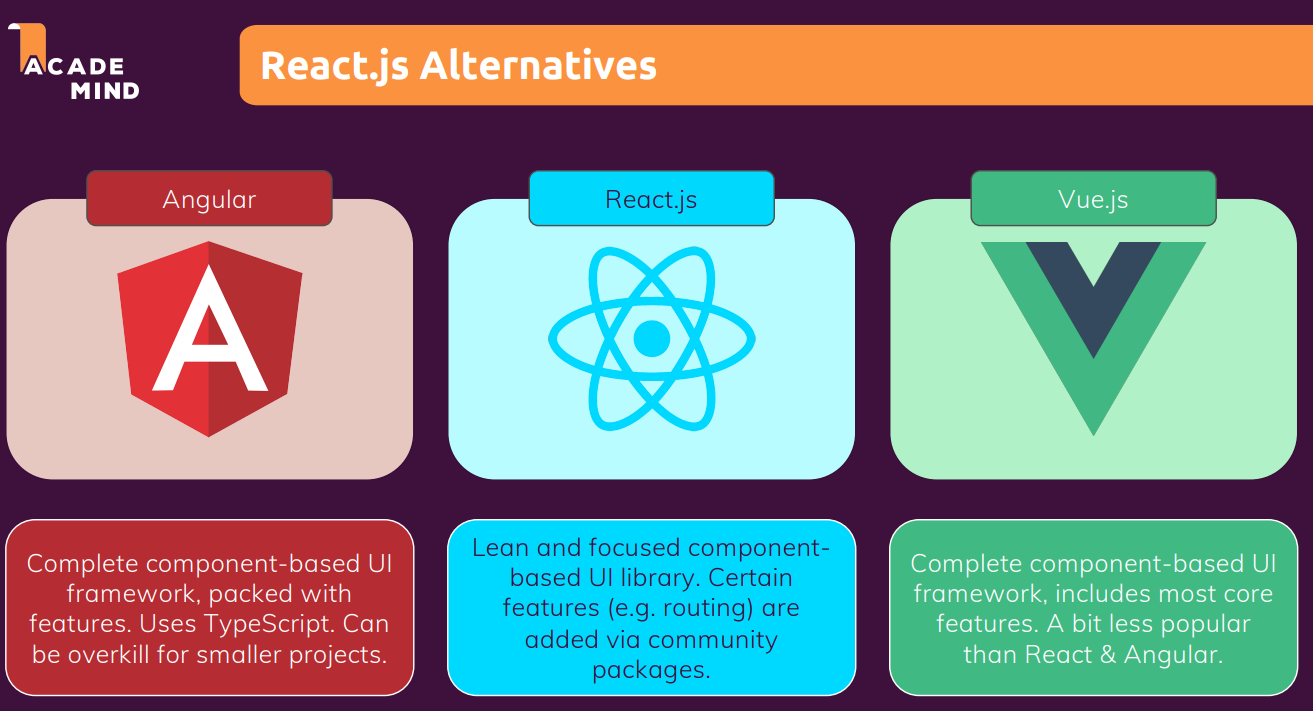 ACADE
MIND
React.js Alternatives
Angular
React.js
Vue.js
Complete component-based UI
framework, packed with
features. Uses TypeScript. Can
be overkill for smaller projects.
Lean and focused component-
based UI library. Certain
features (e.g. routing) are
added via community
packages.
Complete component-based UI
framework, includes most core
features. A bit less popular
than React & Angular.